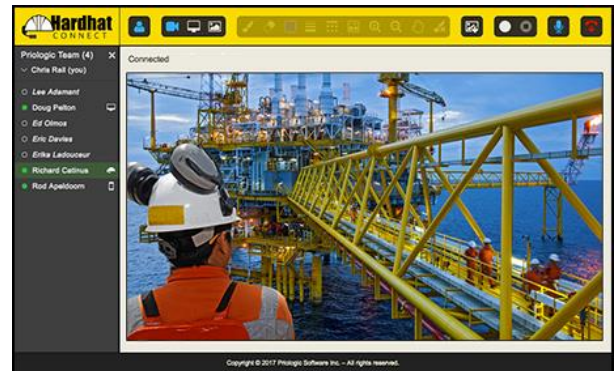 Hardhat
CONNECT
Priologic Team (4)
Chris Rall (you)
Lee Adamant
Doug Pelton
Ed Olmos
Eric Davies
Erika Ladouceur
Richard Catinus
Rod Apeldoorn
Connected
Copyright © 2017 Priologic Software Inc. – All rights reserved.